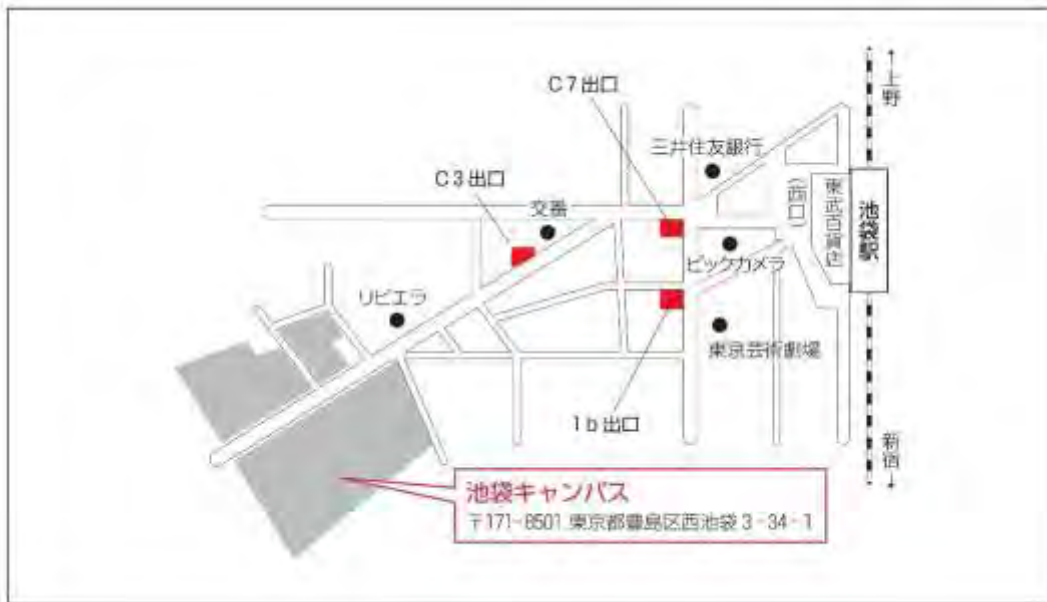 ↑上野
C7出口
三井住友銀行
C3出口
交番
(西口)
東武百貨店
池袋駅
ビックカメラ
リビエラ
東京芸術劇場
1b出口
新宿↓
池袋キャンパス
〒171-8501 東京都豊島区西池袋3-34-1